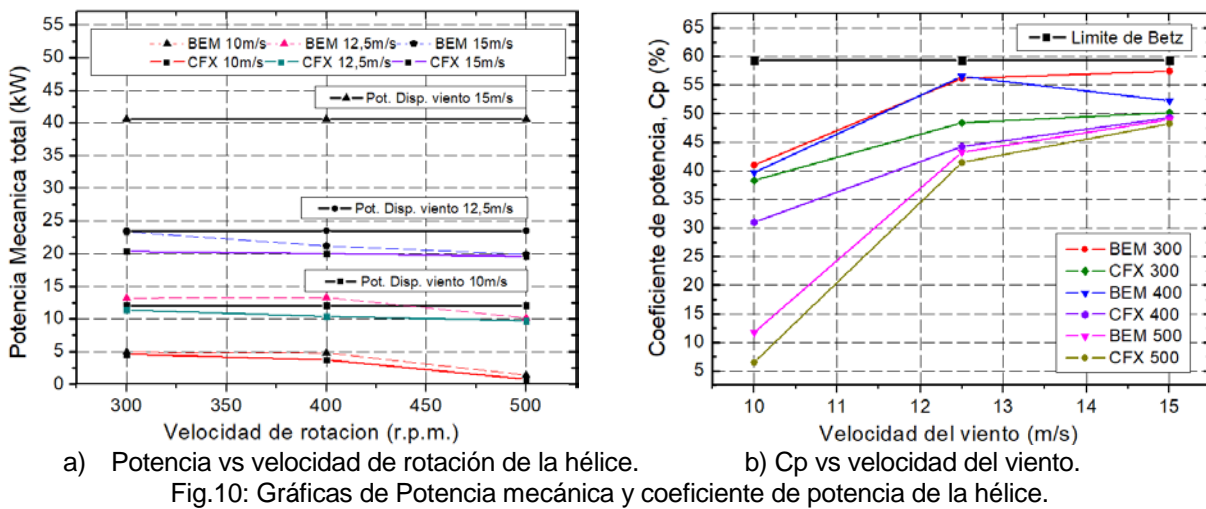 Potencia Mecanica total (kW)
55
50
45
40
35
30
25
20
15
10
5
0
BEM 10m/s BEM 12,5m/s BEM 15m/s
CFX 10m/s CFX 12,5m/s CFX 15m/s
Pot. Disp. viento 15m/s
Pot. Disp. viento 12,5m/s
Pot. Disp. viento 10m/s
300 350 400 450 500
Velocidad de rotacion (r.p.m.)
Coeficiente de potencia, Cp (%)
65
60
55
50
45
40
35
30
25
20
15
10
5
Limite de Betz
BEM 300
CFX 300
BEM 400
CFX 400
BEM 500
CFX 500
10 11 12 13 14 15
Velocidad del viento (m/s)
a) Potencia vs velocidad de rotación de la hélice. b) Cp vs velocidad del viento.
Fig.10: Gráficas de Potencia mecánica y coeficiente de potencia de la hélice.